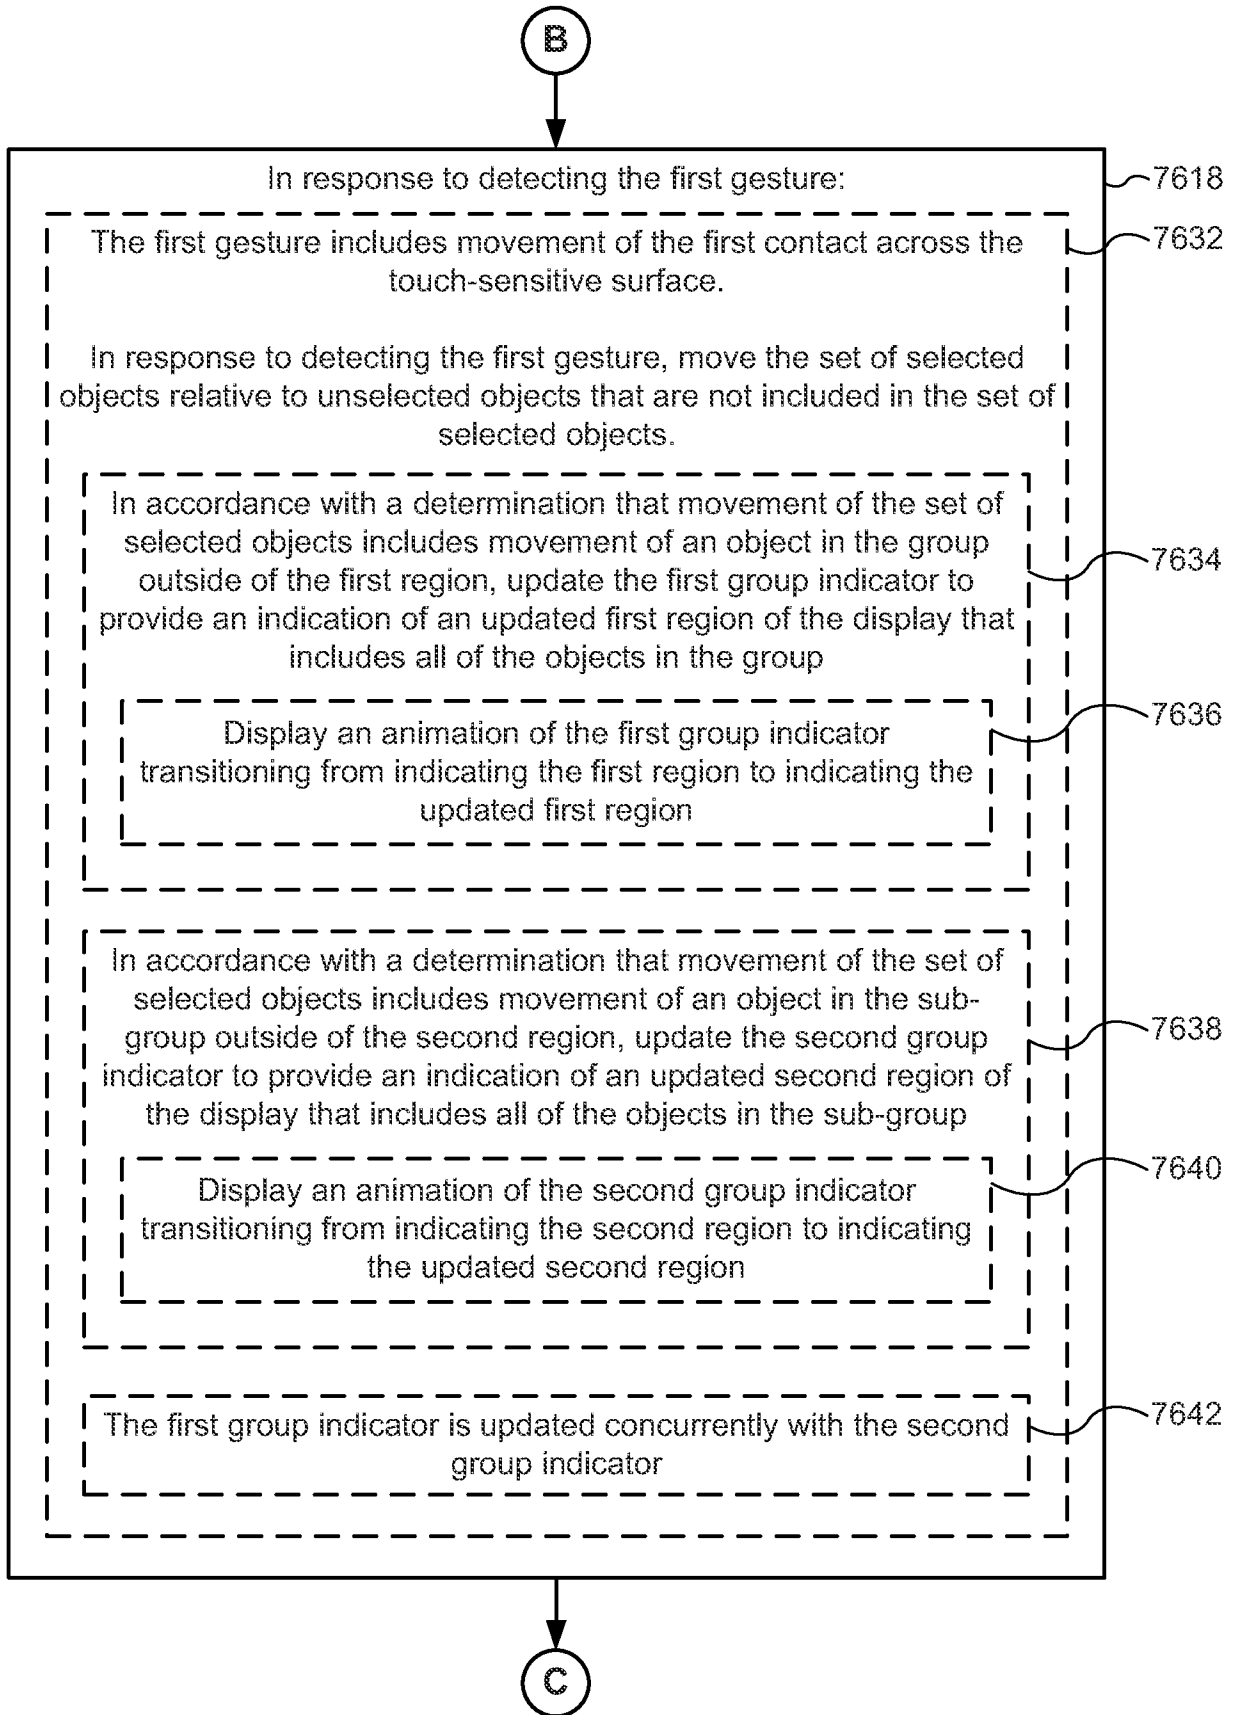 B
In response to detecting the first gesture:
7618
The first gesture includes movement of the first contact across the
touch-sensitive surface.
7632
In response to detecting the first gesture, move the set of selected
objects relative to unselected objects that are not included in the set of
selected objects.
In accordance with a determination that movement of the set of
selected objects includes movement of an object in the group
outside of the first region, update the first group indicator to
provide an indication of an updated first region of the display that
includes all of the objects in the group
7634
Display an animation of the first group indicator
transitioning from indicating the first region to indicating the
updated first region
7636
In accordance with a determination that movement of the set of
selected objects includes movement of an object in the sub-
group outside of the second region, update the second group
indicator to provide an indication of an updated second region of
the display that includes all of the objects in the sub-group
7638
Display an animation of the second group indicator
transitioning from indicating the second region to indicating
the updated second region
7640
The first group indicator is updated concurrently with the second
group indicator
7642
C